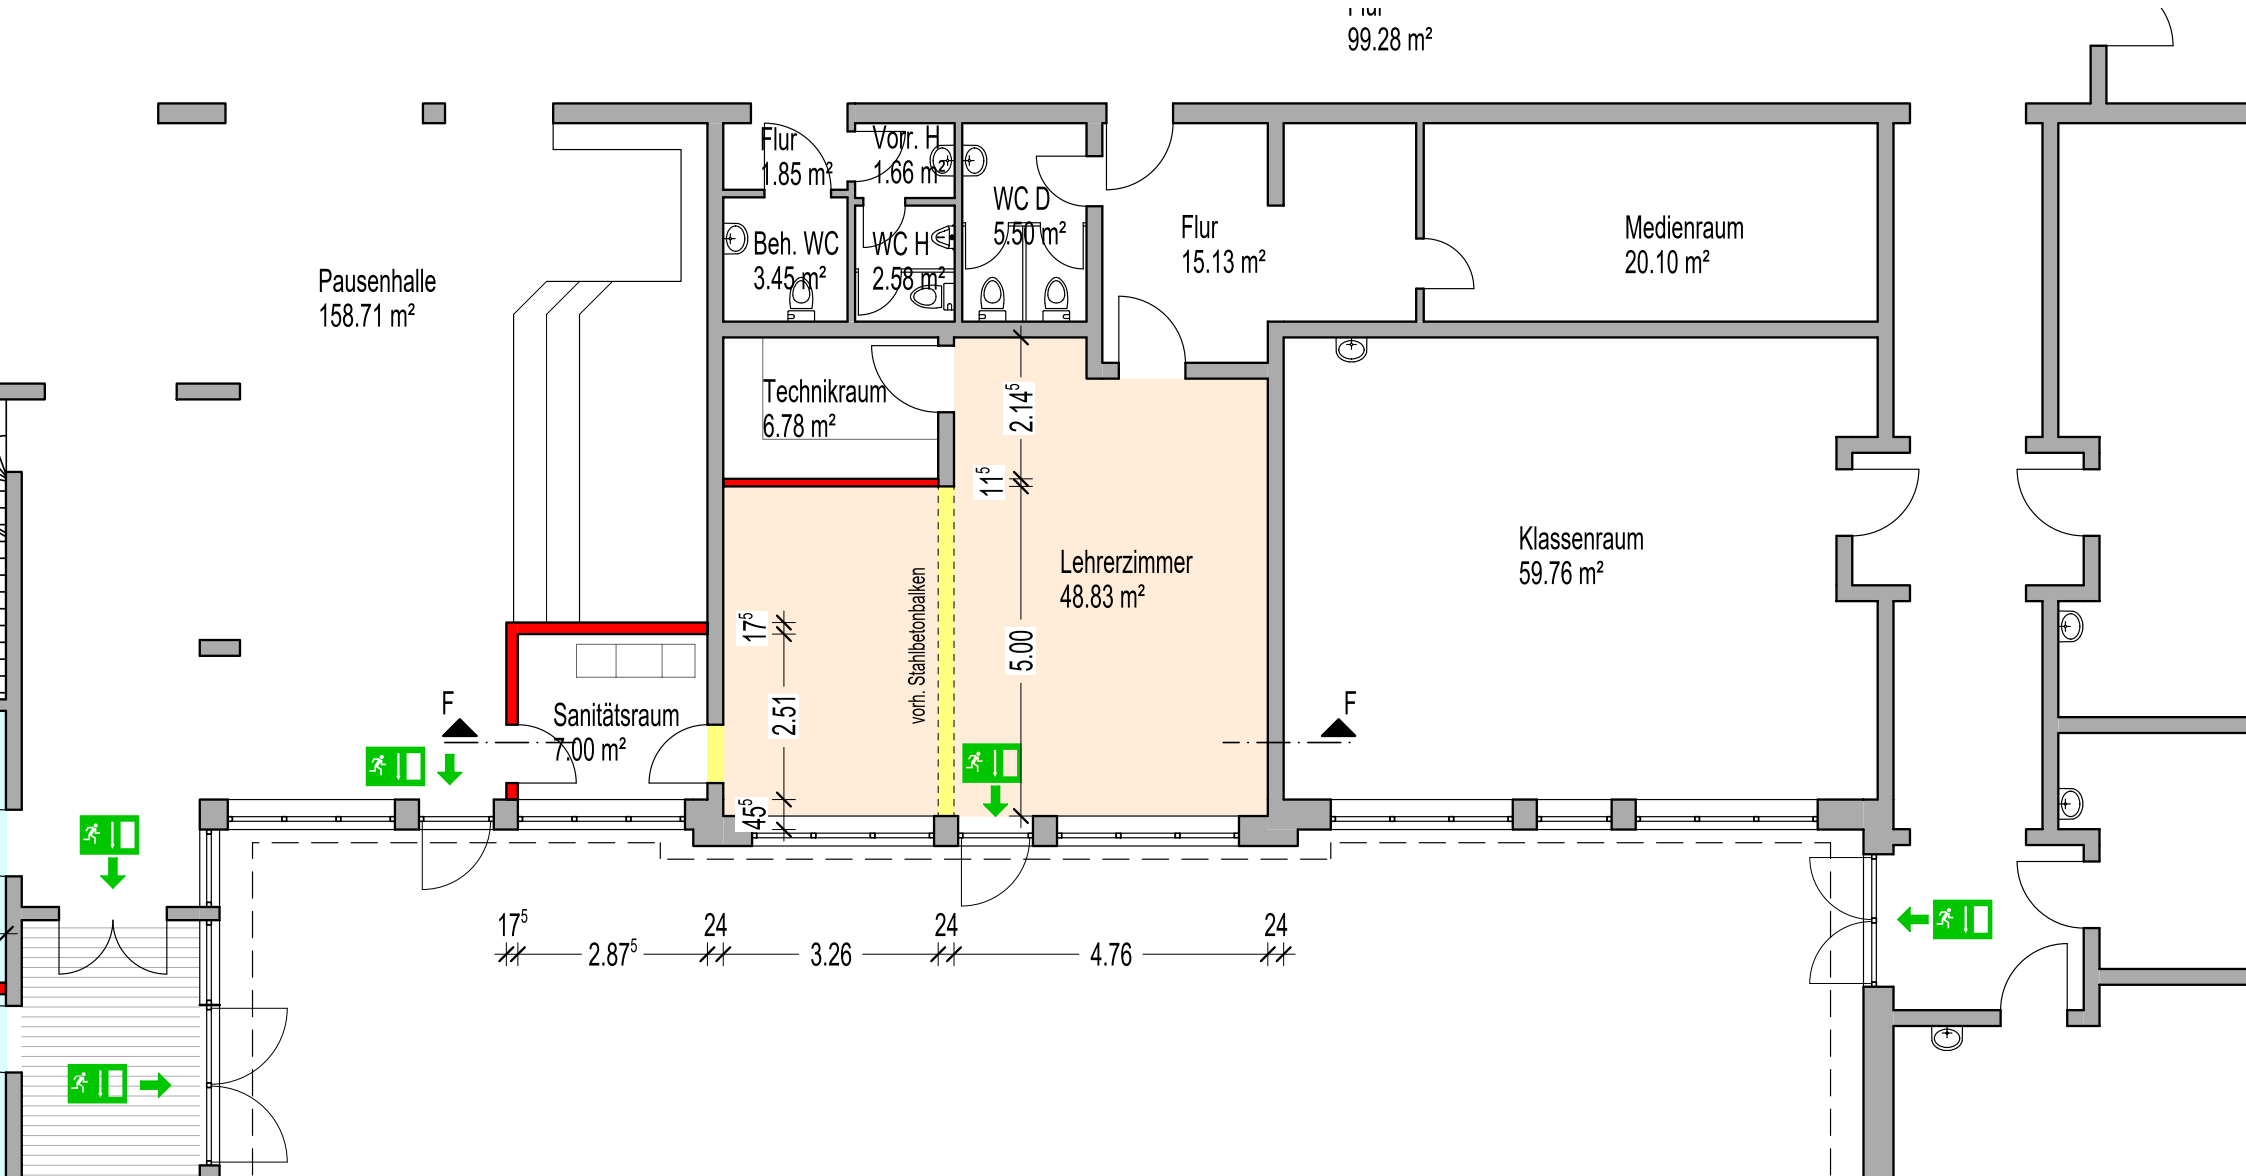 Flur
99.28 m²
Flur
1.85 m²
Vorr. H
1.66 m²
WC D
5.50 m²
Beh. WC
3.45 m²
WC H
2.58 m²
Flur
15.13 m²
Medienraum
20.10 m²
Pausenhalle
158.71 m²
Technikraum
6.78 m²
2.14⁵
11⁵
Klassenraum
59.76 m²
Lehrerzimmer
48.83 m²
vorh. Stahlbetonbalken
17⁵
5.00
2.51
45⁵
F
Sanitätsraum
7.00 m²
F
17⁵
24
24
24
2.87⁵
3.26
4.76